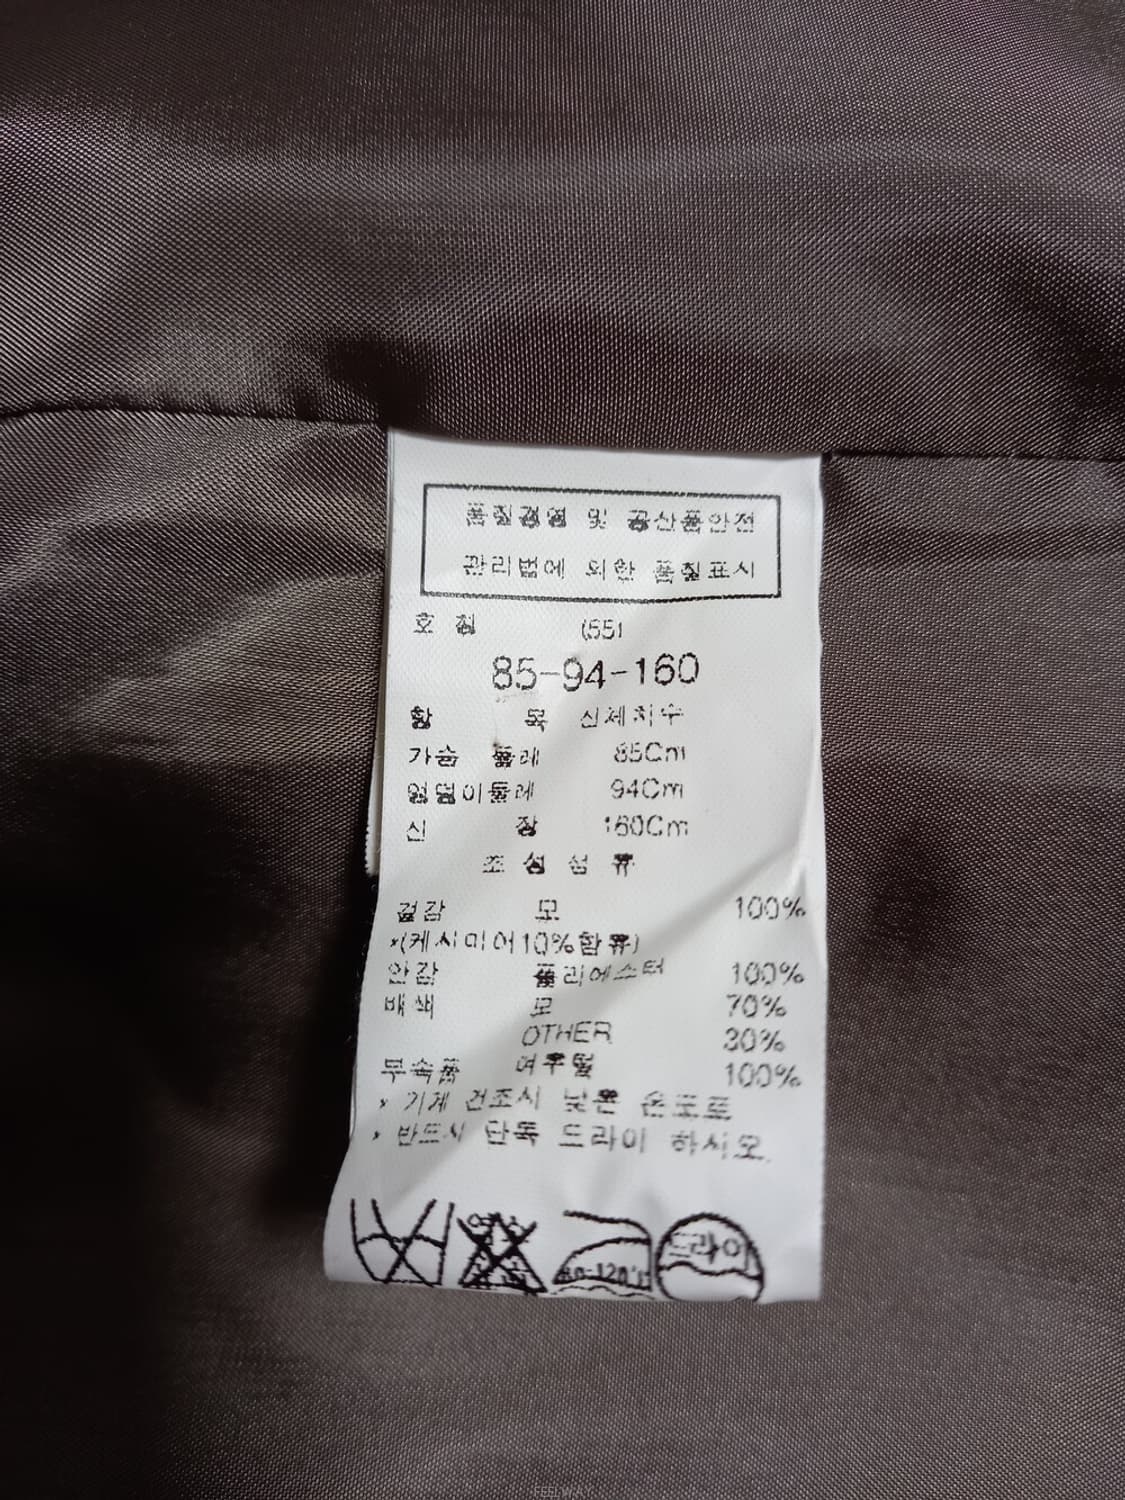 품질경영 및 공산품안전
관리법에 의한 품질표시
호 칭 (55)
85-94-160
항 목 신체치수
가슴 둘레 85Cm
엉덩이둘레 94Cm
신 장 160Cm
조 성 섬 유
겉감 모 100%
*(케시미어10%함유)
안감 폴리에스터 100%
배색 모 70%
OTHER 30%
부속품 여우털 100%
* 기계 건조시 낮은 온도로
* 반드시 단독 드라이 하시오.
80-120℃
드라이
FEELWAY